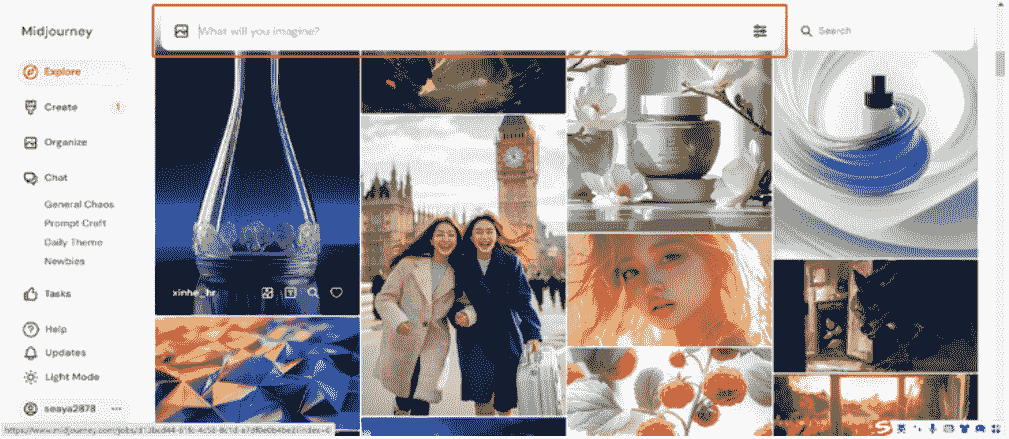 Midjourney
What will you imagine?
Search
Explore
Create 1
Organize
Chat
General Chaos
Prompt Craft
Daily Theme
Newbies
Tasks
Help
Updates
Light Mode
seaya2878
xinhe_hr